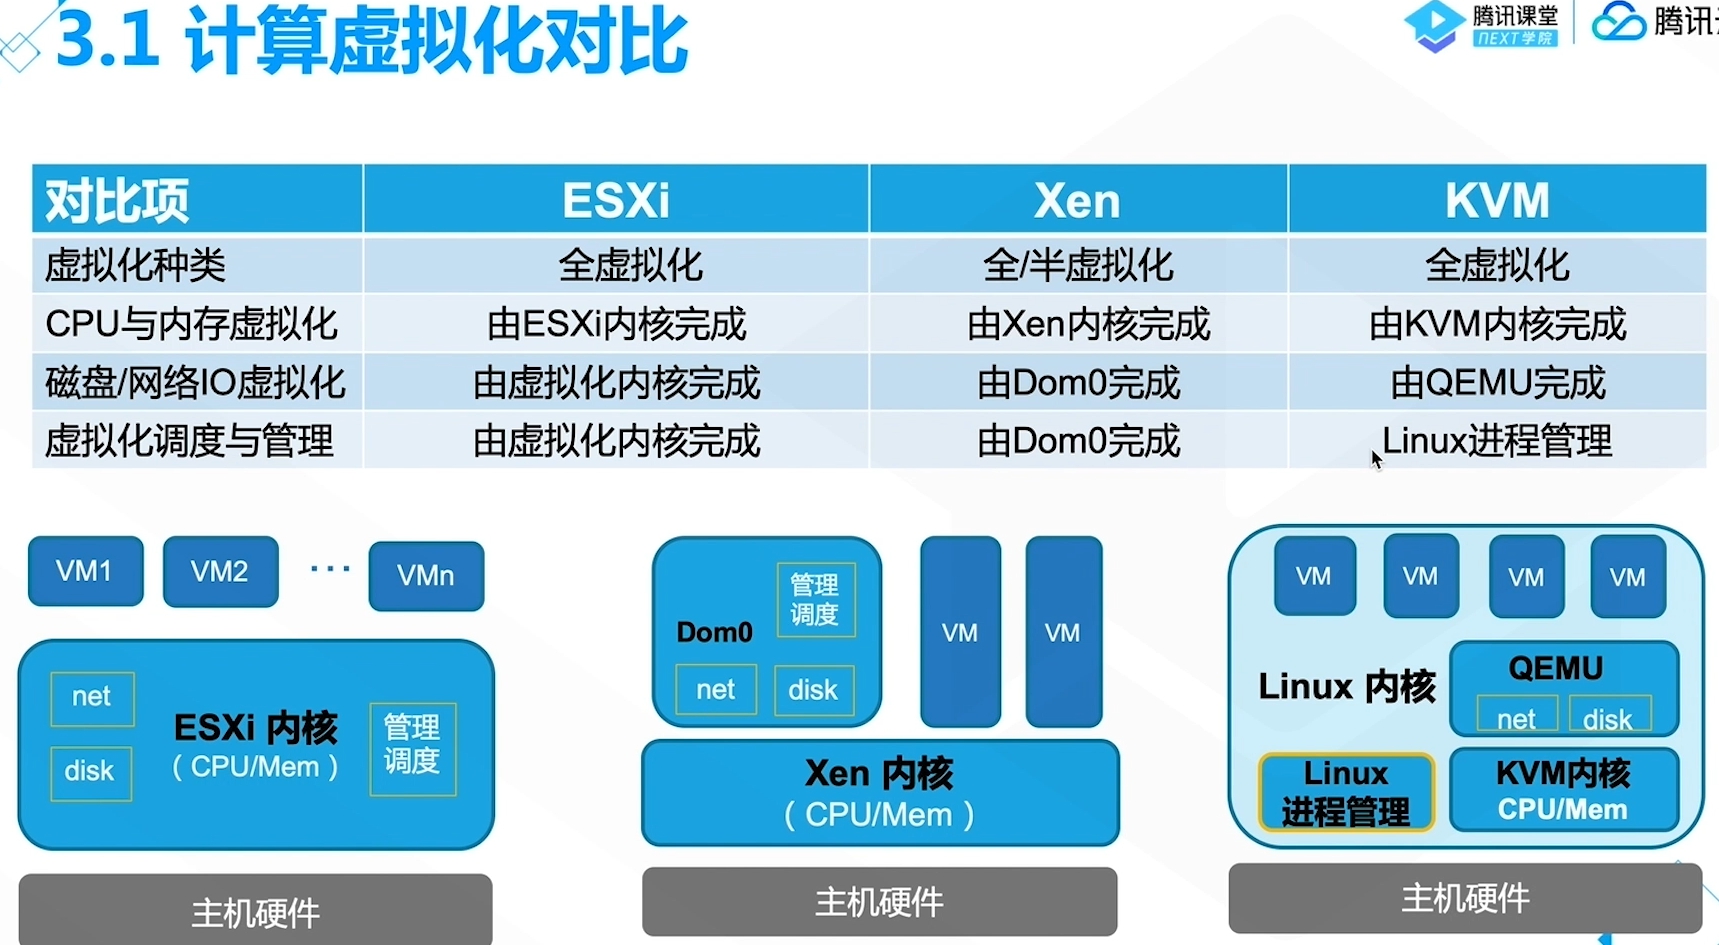 3.1 计算虚拟化对比
腾讯课堂
NEXT学院
腾讯
对比项 ESXi Xen KVM
虚拟化种类 全虚拟化 全/半虚拟化 全虚拟化
CPU与内存虚拟化 由ESXi内核完成 由Xen内核完成 由KVM内核完成
磁盘/网络IO虚拟化 由虚拟化内核完成 由Dom0完成 由QEMU完成
虚拟化调度与管理 由虚拟化内核完成 由Dom0完成 Linux进程管理
VM1 VM2 ··· VMn
net
disk
ESXi 内核
（CPU/Mem）
管理
调度
主机硬件
Dom0
管理
调度
net disk
VM VM
Xen 内核
（CPU/Mem）
主机硬件
VM VM VM VM
Linux 内核
QEMU
net disk
Linux
进程管理
KVM内核
CPU/Mem
主机硬件